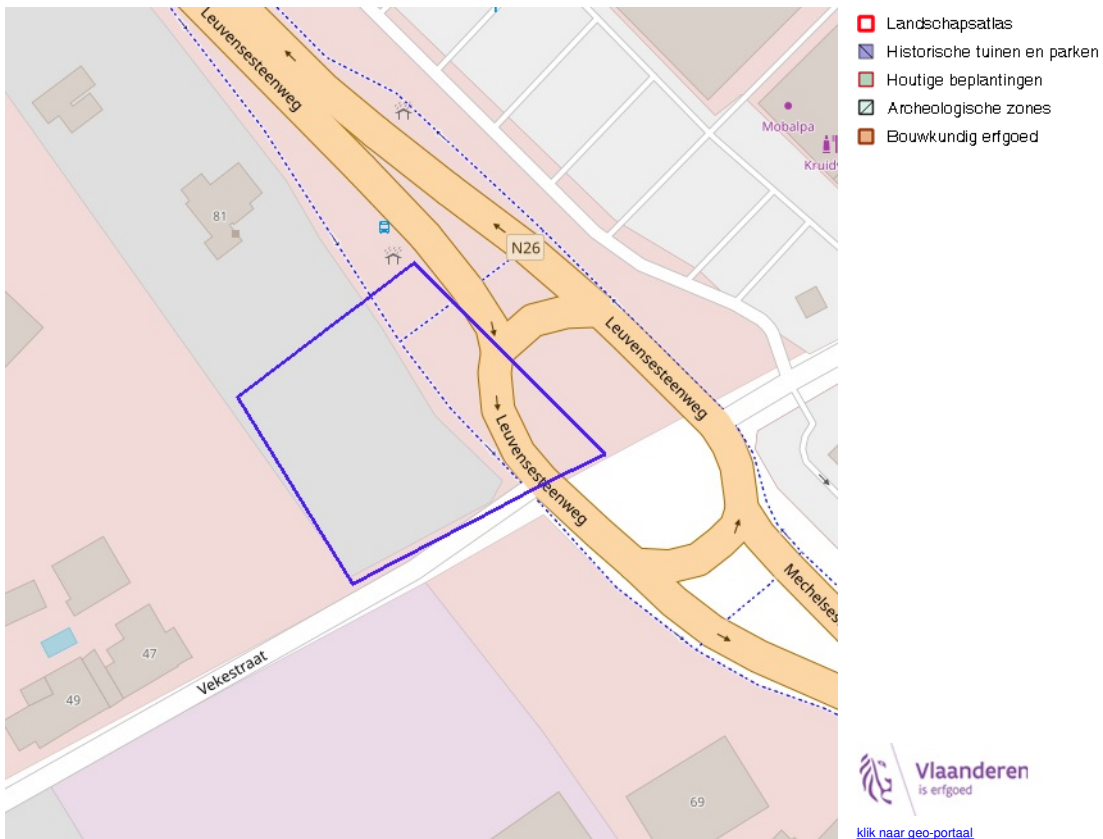 Leuvensesteenweg
Mobalpa
81
N26
Leuvensesteenweg
Leuvensesteenweg
Mechelses
47
49
Vekestraat
69
Landschapsatlas
Historische tuinen en parken
Houtige beplantingen
Archeologische zones
Bouwkundig erfgoed
Vlaanderen
is erfgoed
klik naar geo-portaal